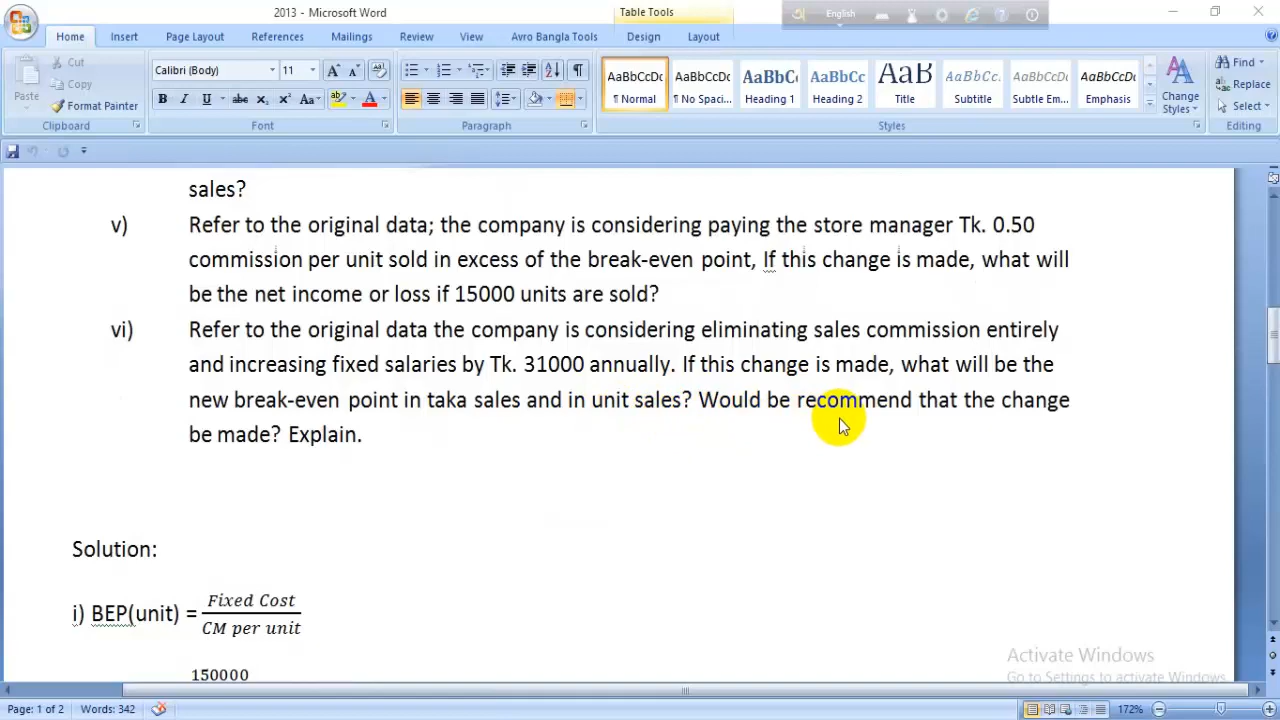 2013 - Microsoft Word
Table Tools
English
Home Insert Page Layout References Mailings Review View Avro Bangla Tools Design Layout
Paste
Cut
Copy
Format Painter
Clipboard
Calibri (Body) 11
Font
Paragraph
AaBbCcDc AaBbCcDc AaBbCc AaBbCc AaB AaBbCc. AaBbCcDc AaBbCcDc
¶ Normal ¶ No Spaci... Heading 1 Heading 2 Title Subtitle Subtle Em... Emphasis
Styles
Change Styles
Find
Replace
Select
Editing
sales?
v) Refer to the original data; the company is considering paying the store manager Tk. 0.50
commission per unit sold in excess of the break-even point, If this change is made, what will
be the net income or loss if 15000 units are sold?
vi) Refer to the original data the company is considering eliminating sales commission entirely
and increasing fixed salaries by Tk. 31000 annually. If this change is made, what will be the
new break-even point in taka sales and in unit sales? Would be recommend that the change
be made? Explain.
Solution:
i) BEP(unit) = Fixed Cost
CM per unit
150000
Activate Windows
Go to Settings to activate Windows.
Page: 1 of 2 Words: 342 172%